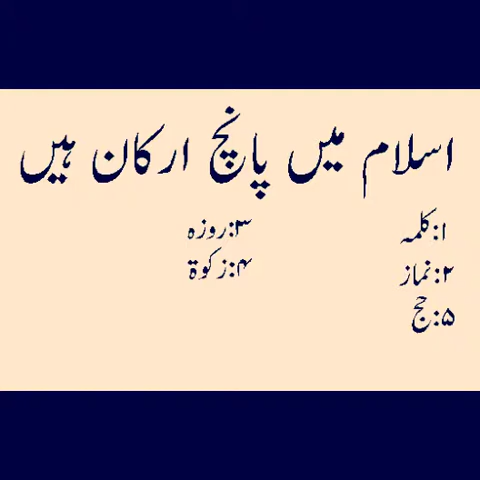 اسلام میں پانچ ارکان ہیں
۱:کلمہ ۳:روزہ
۲:نماز ۴:زکوۃ
۵:حج